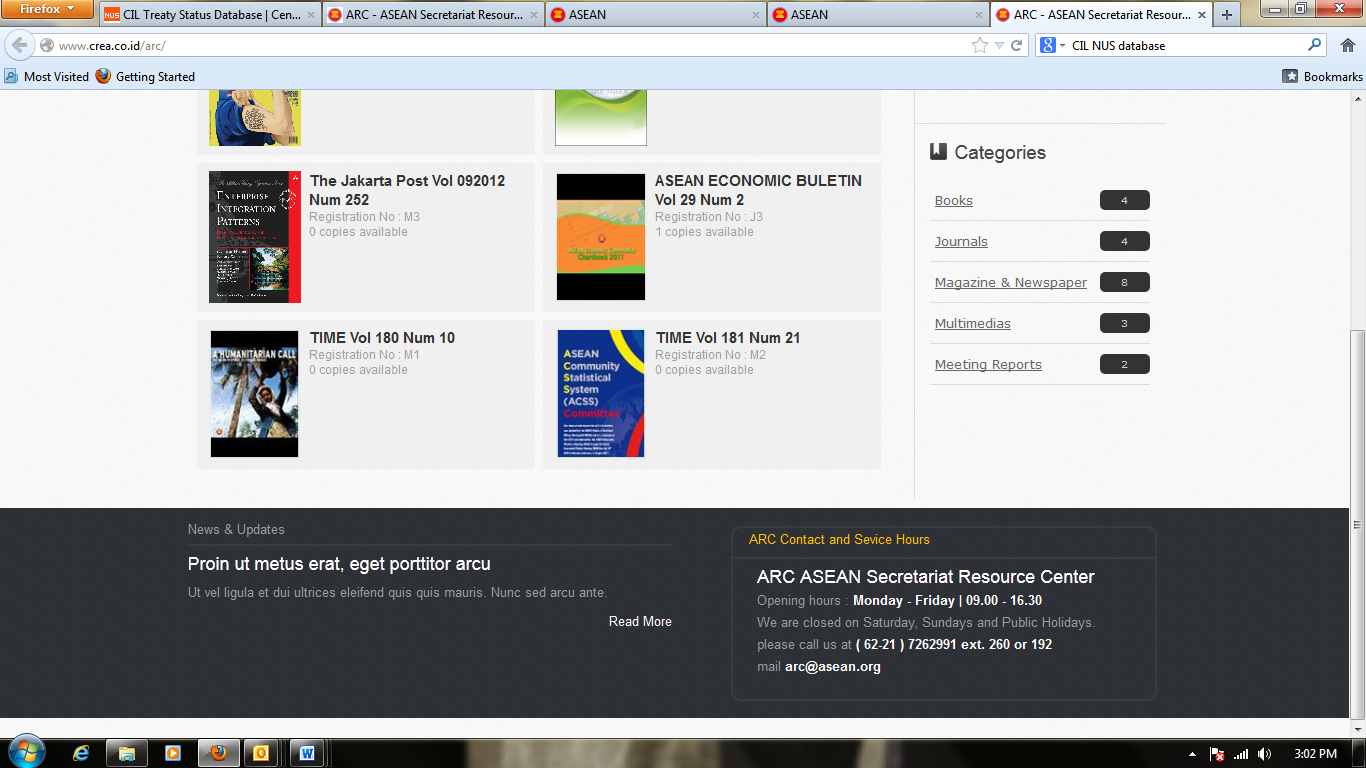 Firefox
CIL Treaty Status Database | Cen...
ARC - ASEAN Secretariat Resour...
ASEAN
ASEAN
ARC - ASEAN Secretariat Resour...
www.crea.co.id/arc/
CIL NUS database
Most Visited
Getting Started
Bookmarks
The Jakarta Post Vol 092012
Num 252
Registration No : M3
0 copies available
ENTERPRISE
INTEGRATION
PATTERNS
ASEAN ECONOMIC BULETIN
Vol 29 Num 2
Registration No : J3
1 copies available
ASEAN Economic Community
Chartbook 2011
TIME Vol 180 Num 10
Registration No : M1
0 copies available
A HUMANITARIAN CALL
TIME Vol 181 Num 21
Registration No : M2
0 copies available
ASEAN
Community
Statistical
System
(ACSS)
Committee
Categories
Books 4
Journals 4
Magazine & Newspaper 8
Multimedias 3
Meeting Reports 2
News & Updates
Proin ut metus erat, eget porttitor arcu
Ut vel ligula et dui ultrices eleifend quis quis mauris. Nunc sed arcu ante.
Read More
ARC Contact and Sevice Hours
ARC ASEAN Secretariat Resource Center
Opening hours : Monday - Friday | 09.00 - 16.30
We are closed on Saturday, Sundays and Public Holidays.
please call us at ( 62-21 ) 7262991 ext. 260 or 192
mail arc@asean.org
3:02 PM